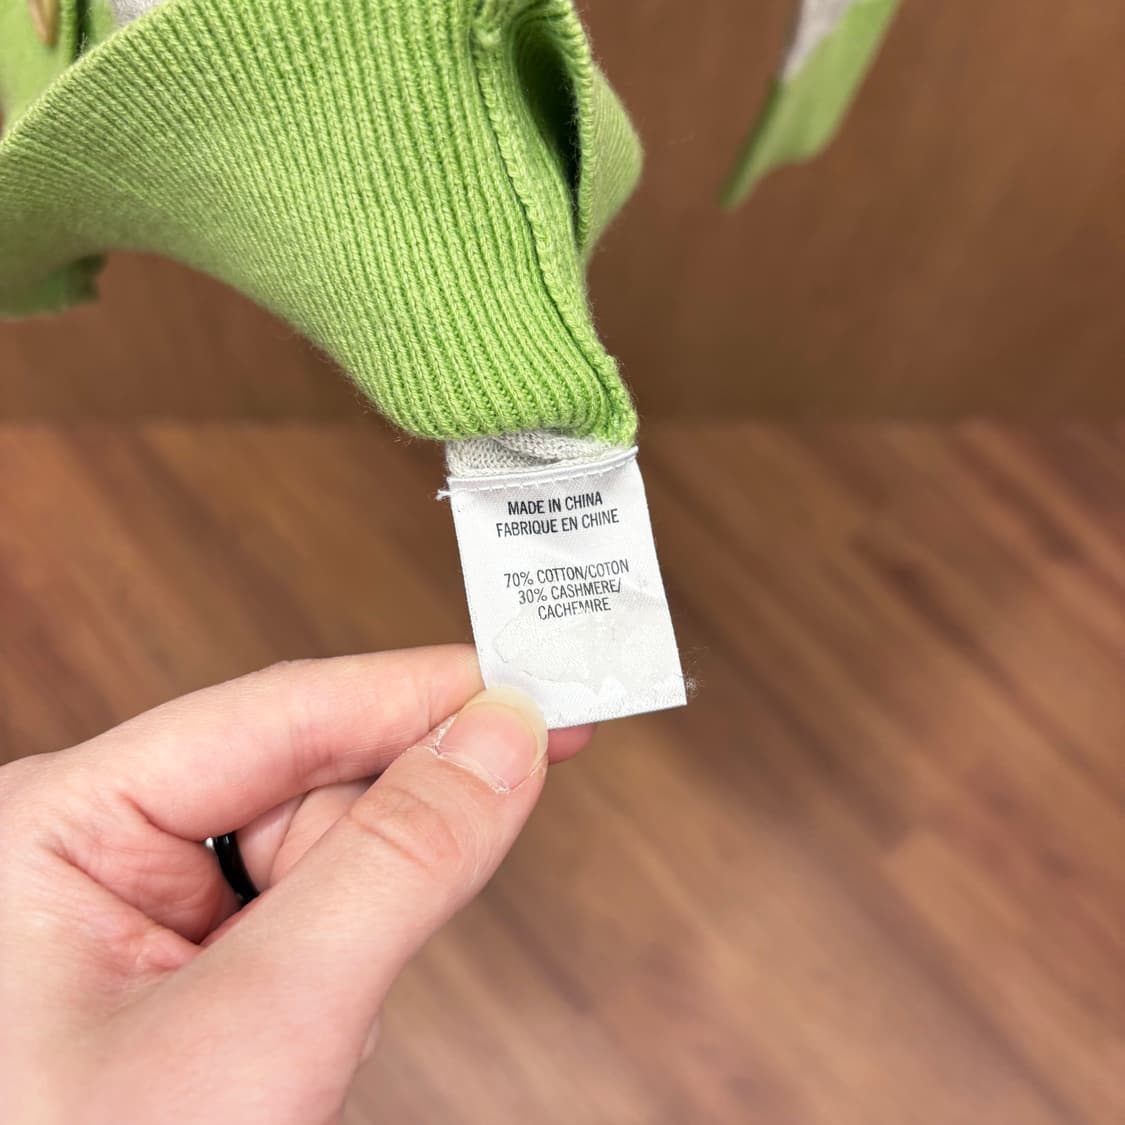 MADE IN CHINA
FABRIQUE EN CHINE
70% COTTON/COTON
30% CASHMERE/
CACHEMIRE